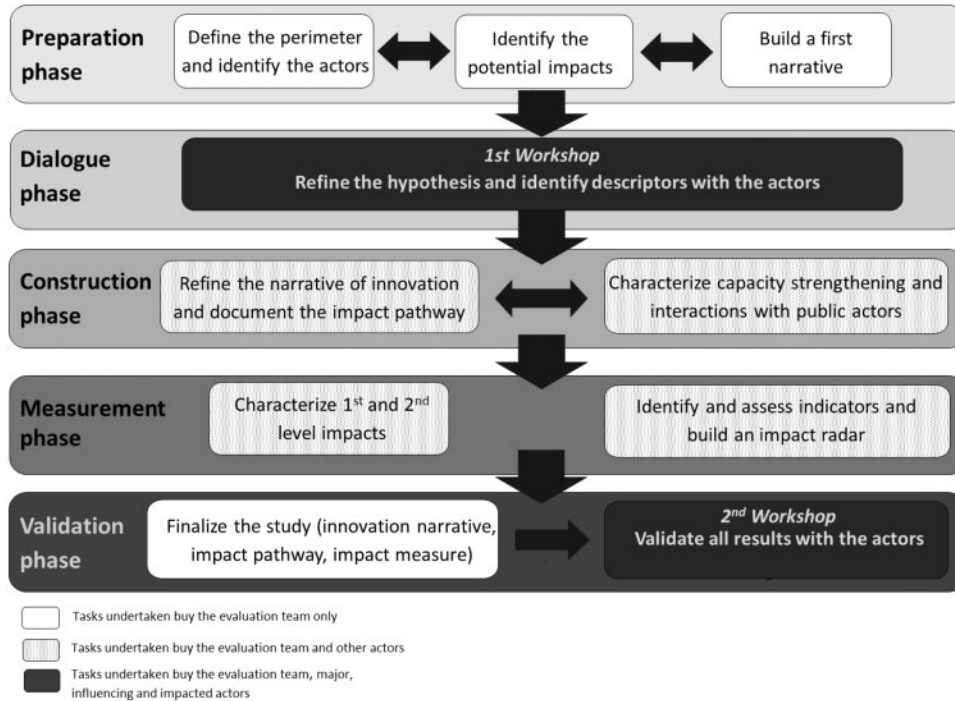 Preparation
phase
Define the perimeter
and identify the actors
Identify the
potential impacts
Build a first
narrative
Dialogue
phase
1st Workshop
Refine the hypothesis and identify descriptors with the actors
Construction
phase
Refine the narrative of innovation
and document the impact pathway
Characterize capacity strengthening and
interactions with public actors
Measurement
phase
Characterize 1st and 2nd
level impacts
Identify and assess indicators and
build an impact radar
Validation
phase
Finalize the study (innovation narrative,
impact pathway, impact measure)
2nd Workshop
Validate all results with the actors
Tasks undertaken buy the evaluation team only
Tasks undertaken buy the evaluation team and other actors
Tasks undertaken buy the evaluation team, major,
influencing and impacted actors